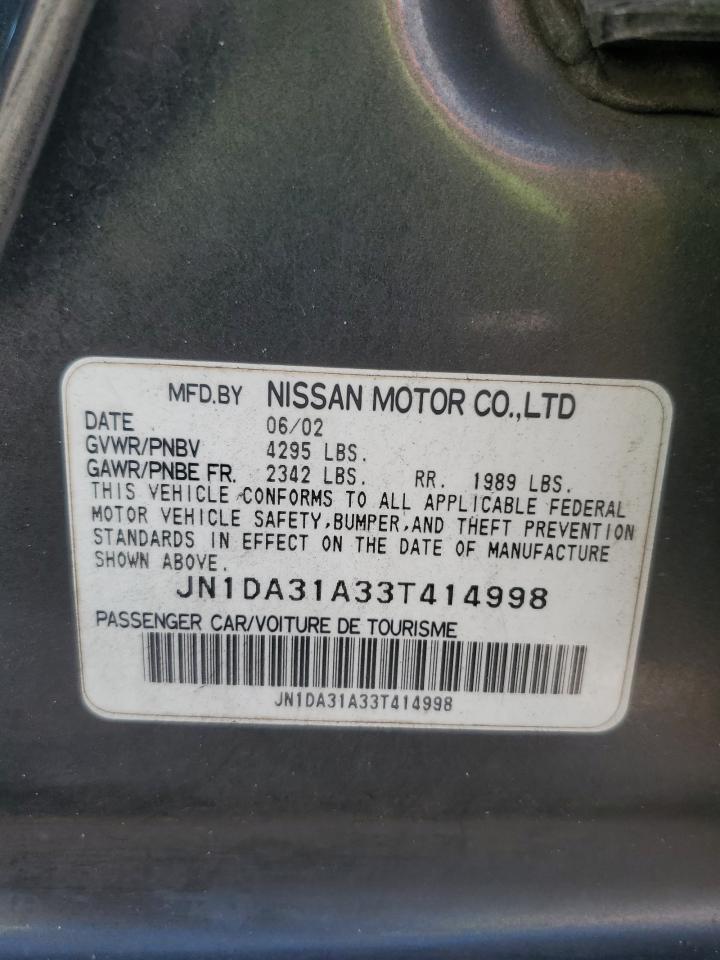 MFD.BY NISSAN MOTOR CO.,LTD
DATE 06/02
GVWR/PNBV 4295 LBS.
GAWR/PNBE FR. 2342 LBS. RR. 1989 LBS.
THIS VEHICLE CONFORMS TO ALL APPLICABLE FEDERAL
MOTOR VEHICLE SAFETY,BUMPER,AND THEFT PREVENTION
STANDARDS IN EFFECT ON THE DATE OF MANUFACTURE
SHOWN ABOVE.
JN1DA31A33T414998
PASSENGER CAR/VOITURE DE TOURISME
JN1DA31A33T414998